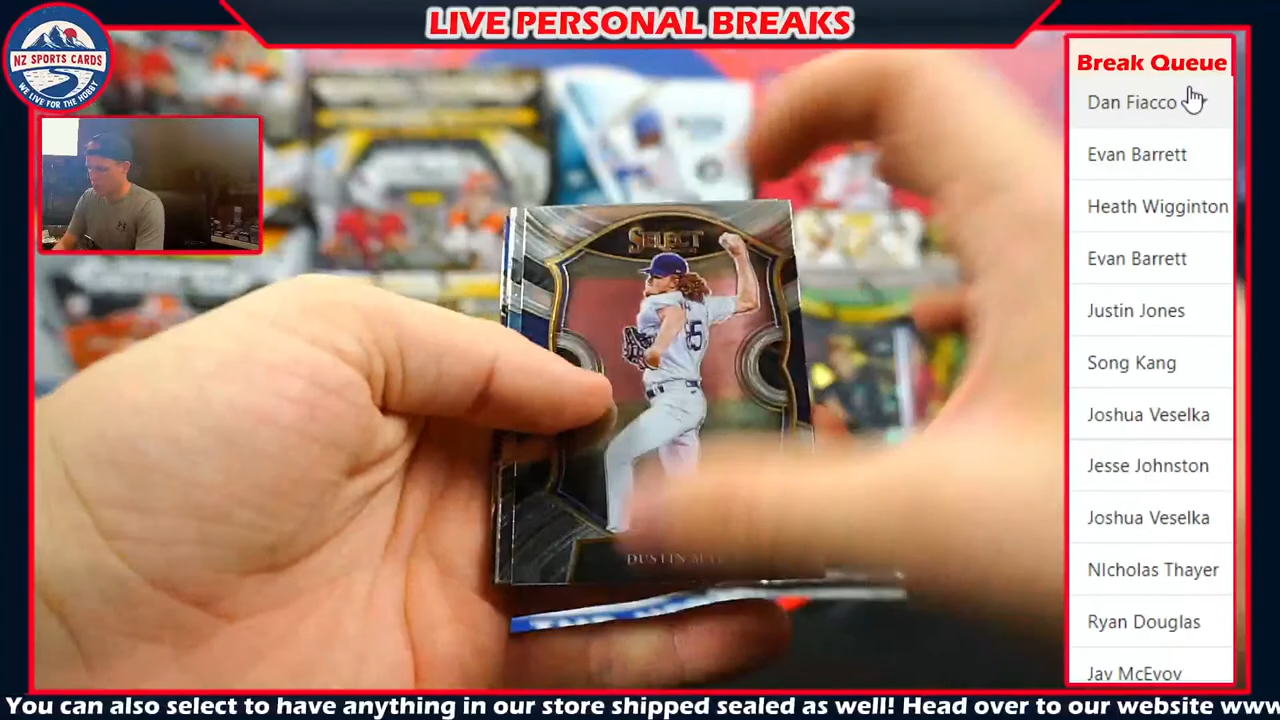 LIVE PERSONAL BREAKS
NZ SPORTS CARDS
WE LIVE FOR THE HOBBY
Break Queue
Dan Fiacco
Evan Barrett
Heath Wigginton
Evan Barrett
Justin Jones
Song Kang
Joshua Veselka
Jesse Johnston
Joshua Veselka
NIcholas Thayer
Ryan Douglas
Jay McEvoy
SELECT
DUSTIN
You can also select to have anything in our store shipped sealed as well! Head over to our website www